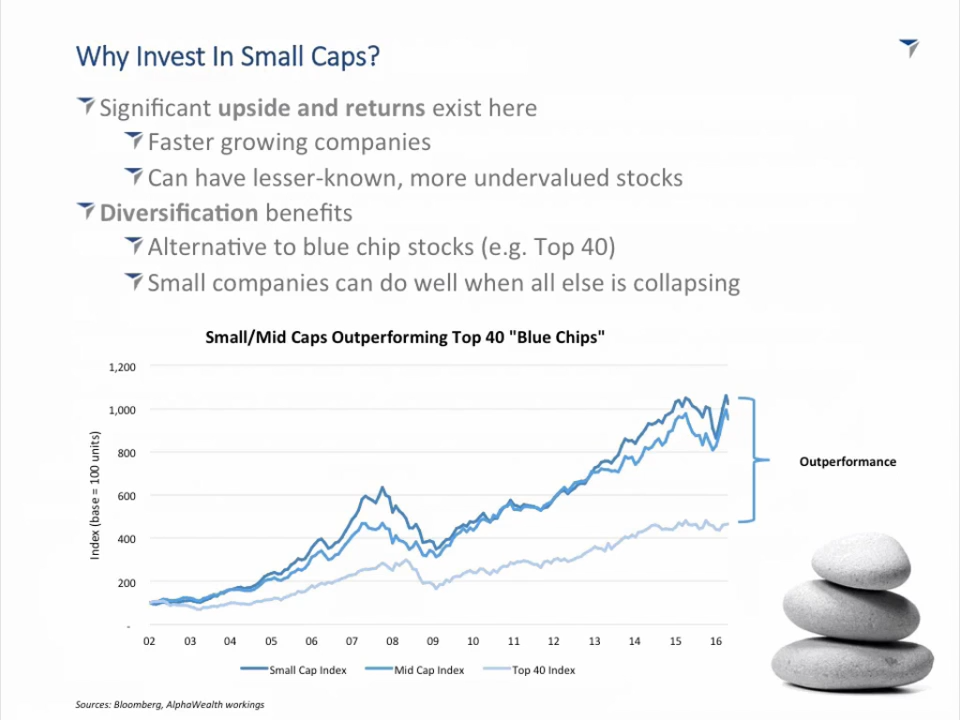 Why Invest In Small Caps?
Significant upside and returns exist here
Faster growing companies
Can have lesser-known, more undervalued stocks
Diversification benefits
Alternative to blue chip stocks (e.g. Top 40)
Small companies can do well when all else is collapsing
Small/Mid Caps Outperforming Top 40 "Blue Chips"
Index (base = 100 units)
1,200
1,000
800
600
400
200
-
02 03 04 05 06 07 08 09 10 11 12 13 14 15 16
Outperformance
Small Cap Index Mid Cap Index Top 40 Index
Sources: Bloomberg, AlphaWealth workings